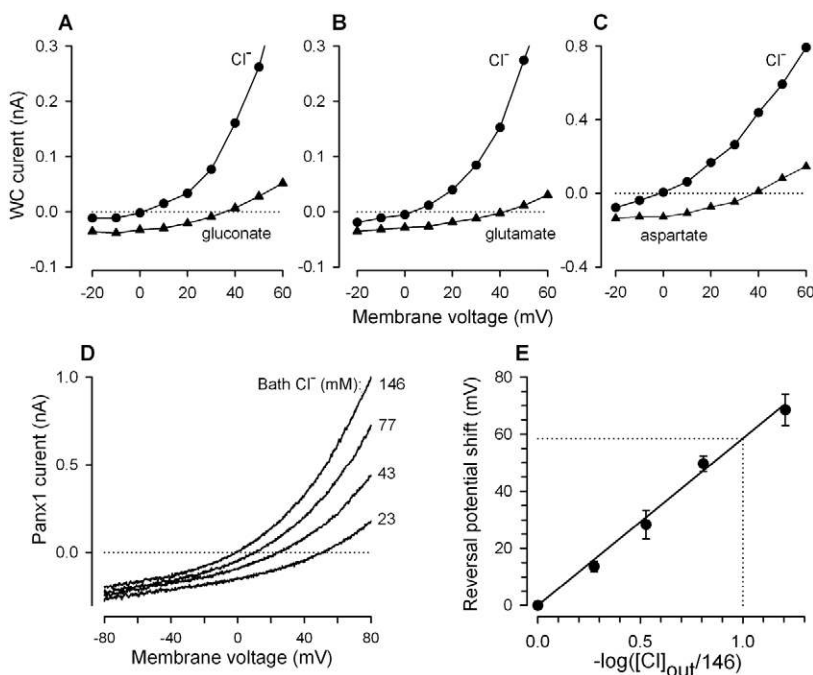 A
B
C
0.3
0.2
0.1
0.0
-0.1
WC curent (nA)
Cl⁻
gluconate
-20 0 20 40 60
0.3
0.2
0.1
0.0
-0.1
Cl⁻
glutamate
-20 0 20 40 60
0.8
0.4
0.0
-0.4
Cl⁻
aspartate
-20 0 20 40 60
Membrane voltage (mV)
D
Bath Cl⁻ (mM): 146
77
43
23
1.0
0.5
0.0
Panx1 curent (nA)
-80 -40 0 40 80
Membrane voltage (mV)
E
80
60
40
20
0
Reversal potential shift (mV)
0.0 0.5 1.0
-log([Cl]out/146)